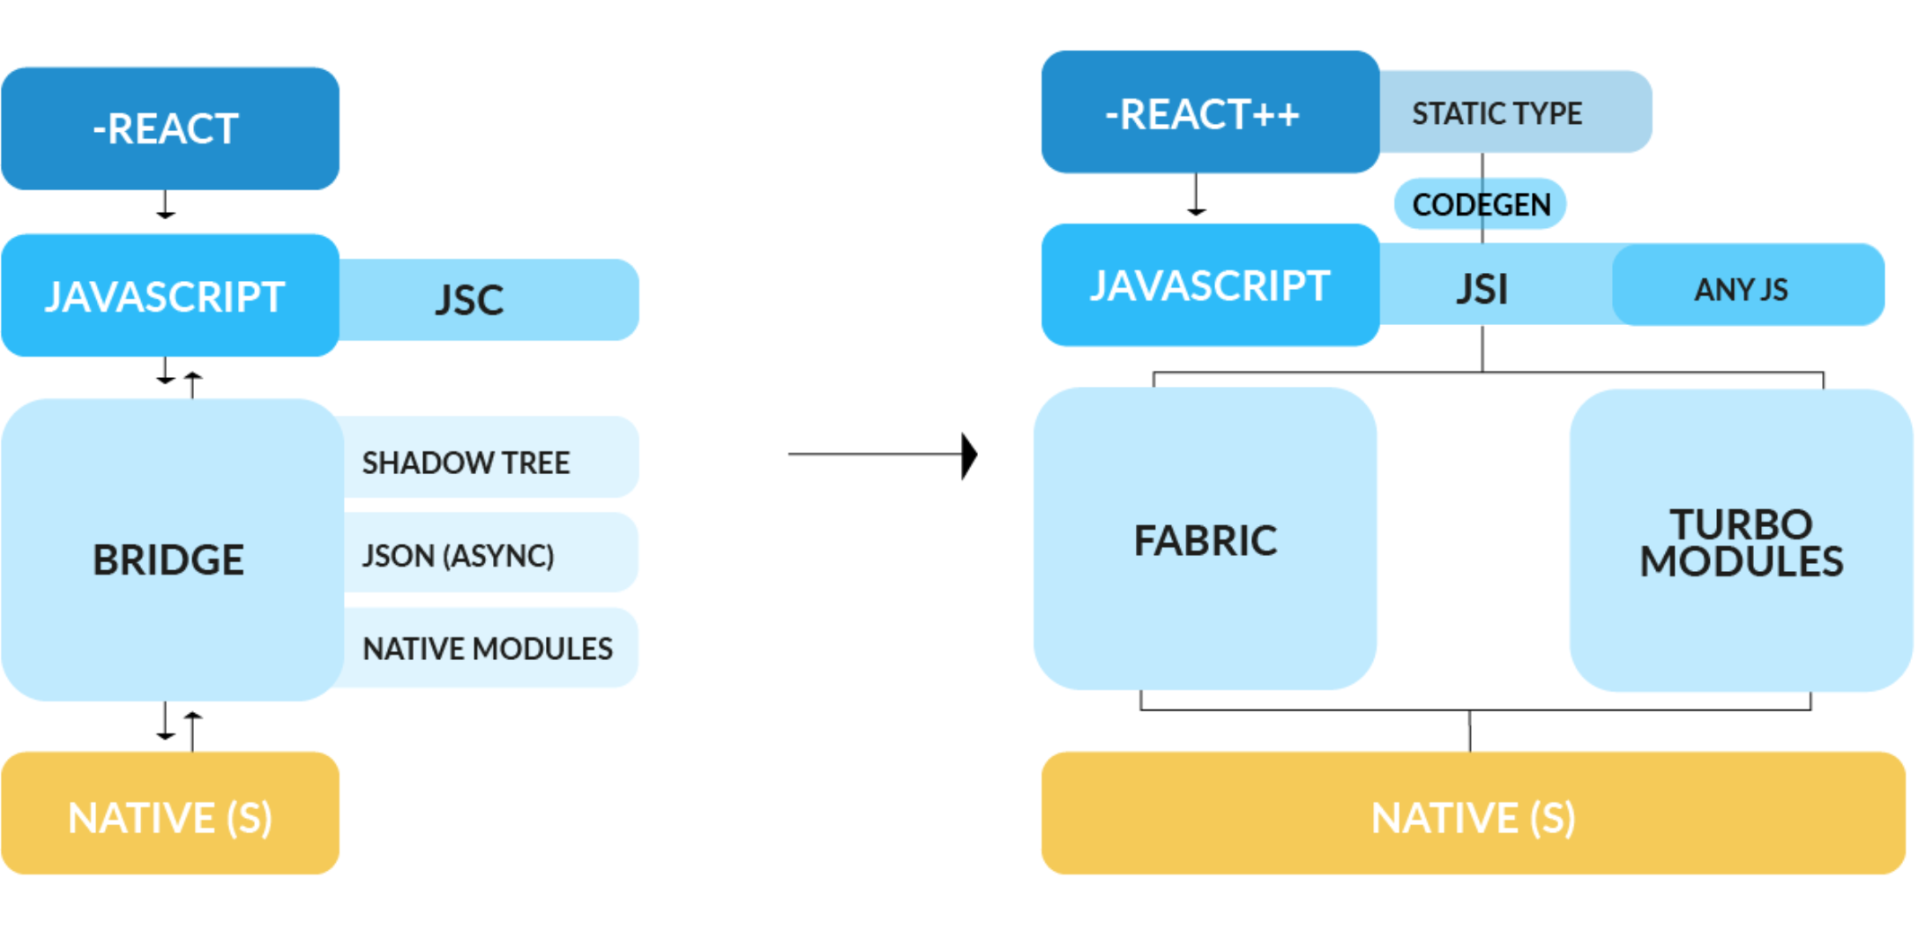 -REACT
JAVASCRIPT
JSC
BRIDGE
SHADOW TREE
JSON (ASYNC)
NATIVE MODULES
NATIVE (S)
-REACT++
STATIC TYPE
CODEGEN
JAVASCRIPT
JSI
ANY JS
FABRIC
TURBO
MODULES
NATIVE (S)